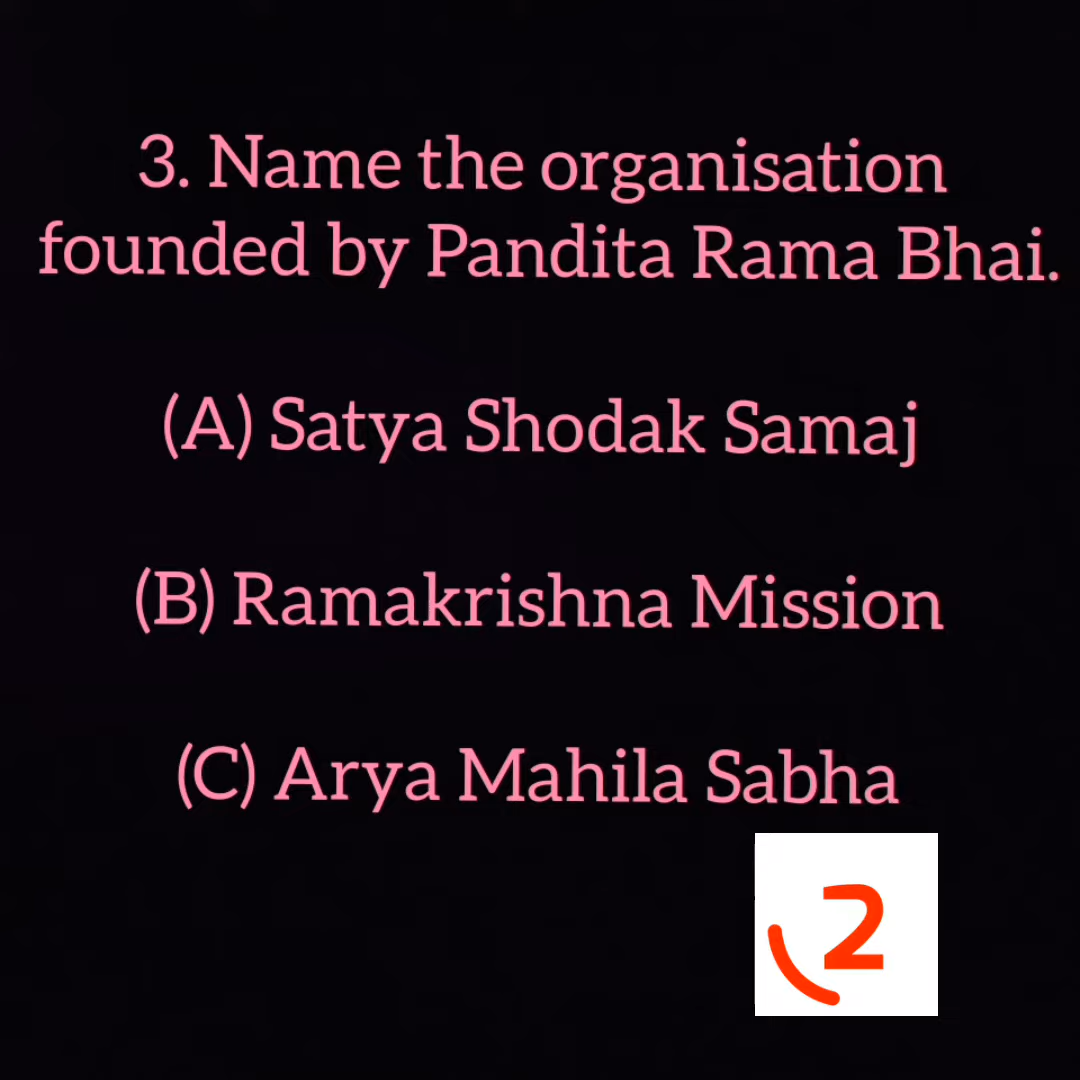 3. Name the organisation
founded by Pandita Rama Bhai.
(A) Satya Shodak Samaj
(B) Ramakrishna Mission
(C) Arya Mahila Sabha
2